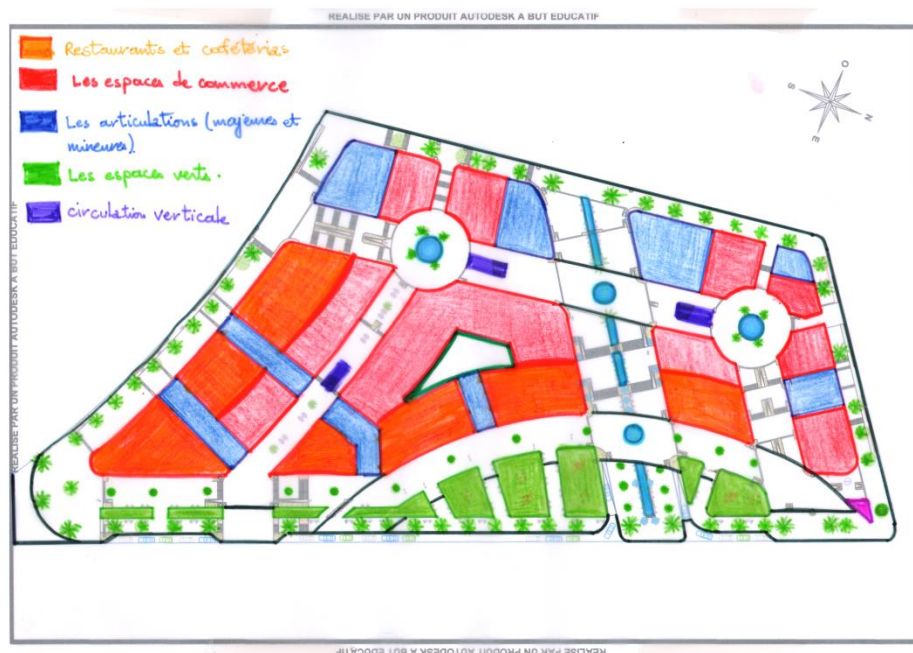 REALISE PAR UN PRODUIT AUTODESK A BUT EDUCATIF
Restaurants et cafétérias
Les espaces de commerce
Les articulations (majeures et
mineures)
Les espaces verts.
circulation verticale
O
S
N
E
REALISE PAR UN PRODUIT AUTODESK A BUT EDUCATIF
REALISE PAR UN PRODUIT AUTODESK A BUT EDUCATIF